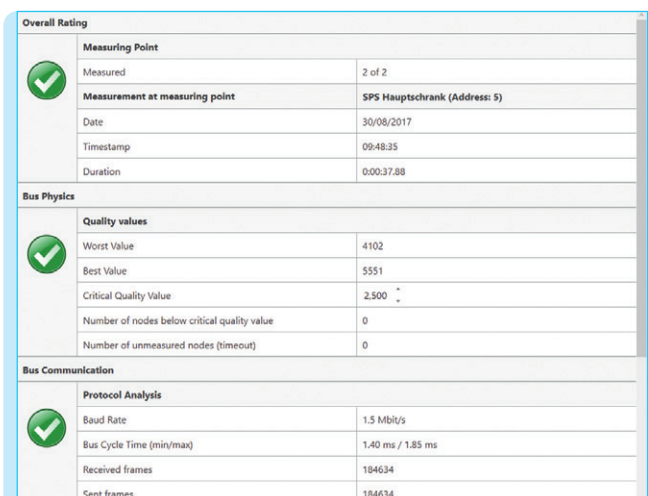 Overall Rating
Measuring Point
Measured 2 of 2
Measurement at measuring point SPS Hauptschrank (Address: 5)
Date 30/08/2017
Timestamp 09:48:35
Duration 0:00:37.88
Bus Physics
Quality values
Worst Value 4102
Best Value 5551
Critical Quality Value 2,500
Number of nodes below critical quality value 0
Number of unmeasured nodes (timeout) 0
Bus Communication
Protocol Analysis
Baud Rate 1.5 Mbit/s
Bus Cycle Time (min/max) 1.40 ms / 1.85 ms
Received frames 184634
Sent frames 184634